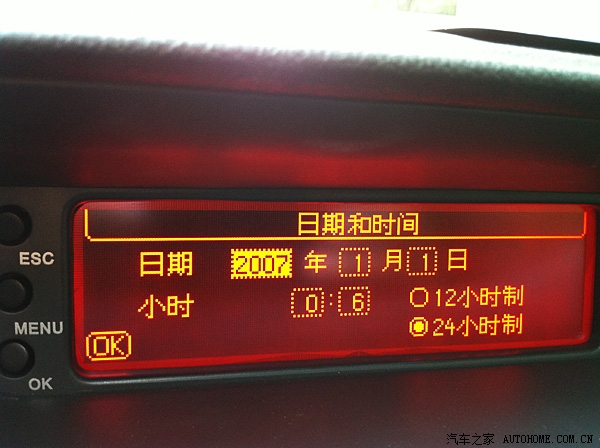 日期和时间
日期 2007 年 1 月 1 日
小时 0:6 12小时制
24小时制
OK
ESC
MENU
OK
汽车之家 AUTOHOME.COM.CN